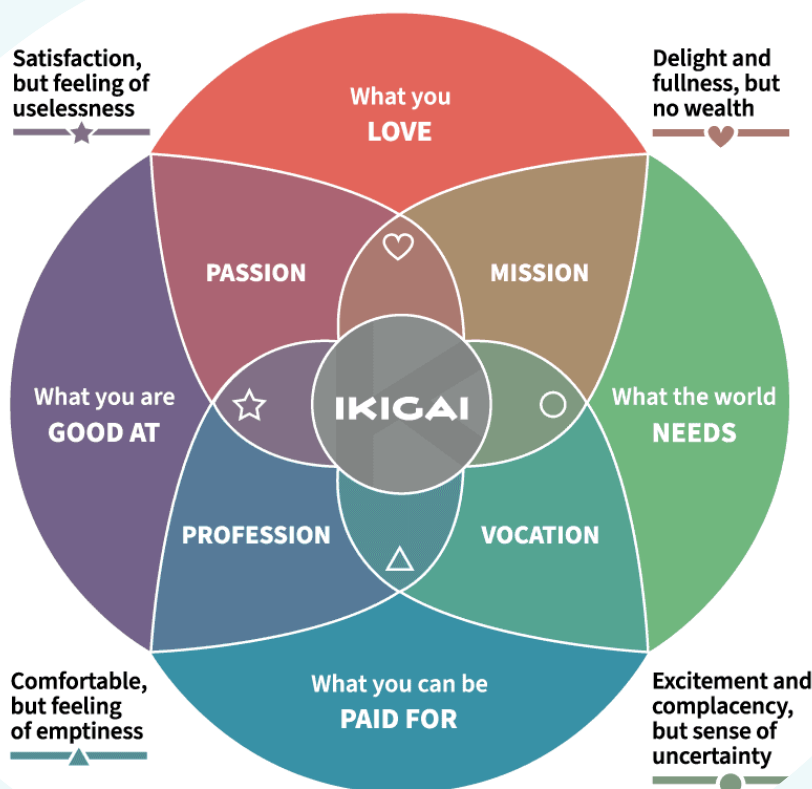 Satisfaction,
but feeling of
uselessness
Delight and
fullness, but
no wealth
What you
LOVE
PASSION
MISSION
What you are
GOOD AT
IKIGAI
What the world
NEEDS
PROFESSION
VOCATION
What you can be
PAID FOR
Comfortable,
but feeling
of emptiness
Excitement and
complacency,
but sense of
uncertainty